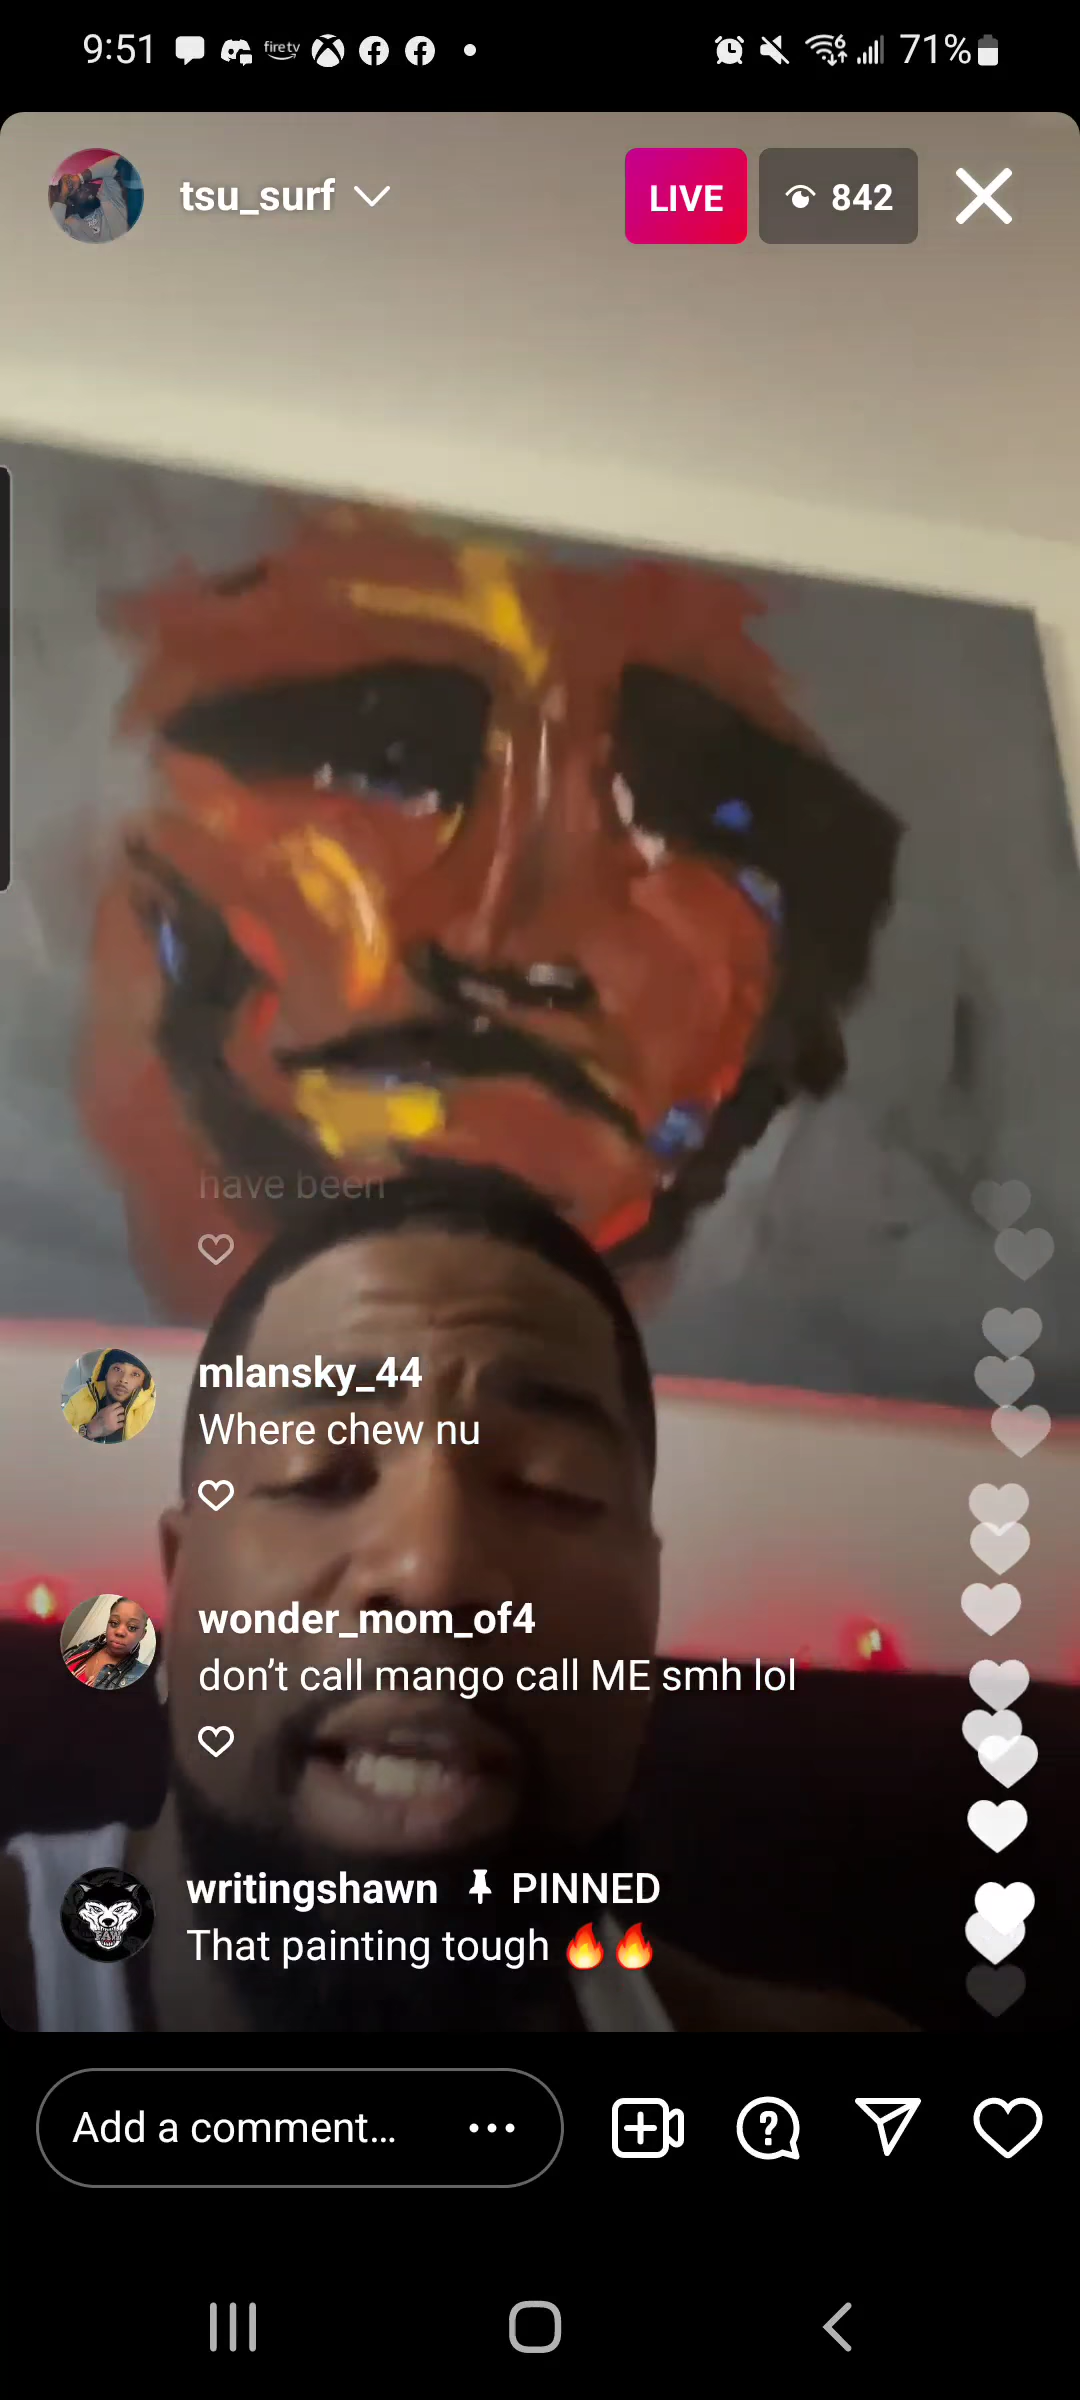 9:51
firetv
71%
tsu_surf
LIVE
842
have been
mlansky_44
Where chew nu
wonder_mom_of4
don’t call mango call ME smh lol
writingshawn PINNED
That painting tough 🔥🔥
Add a comment...